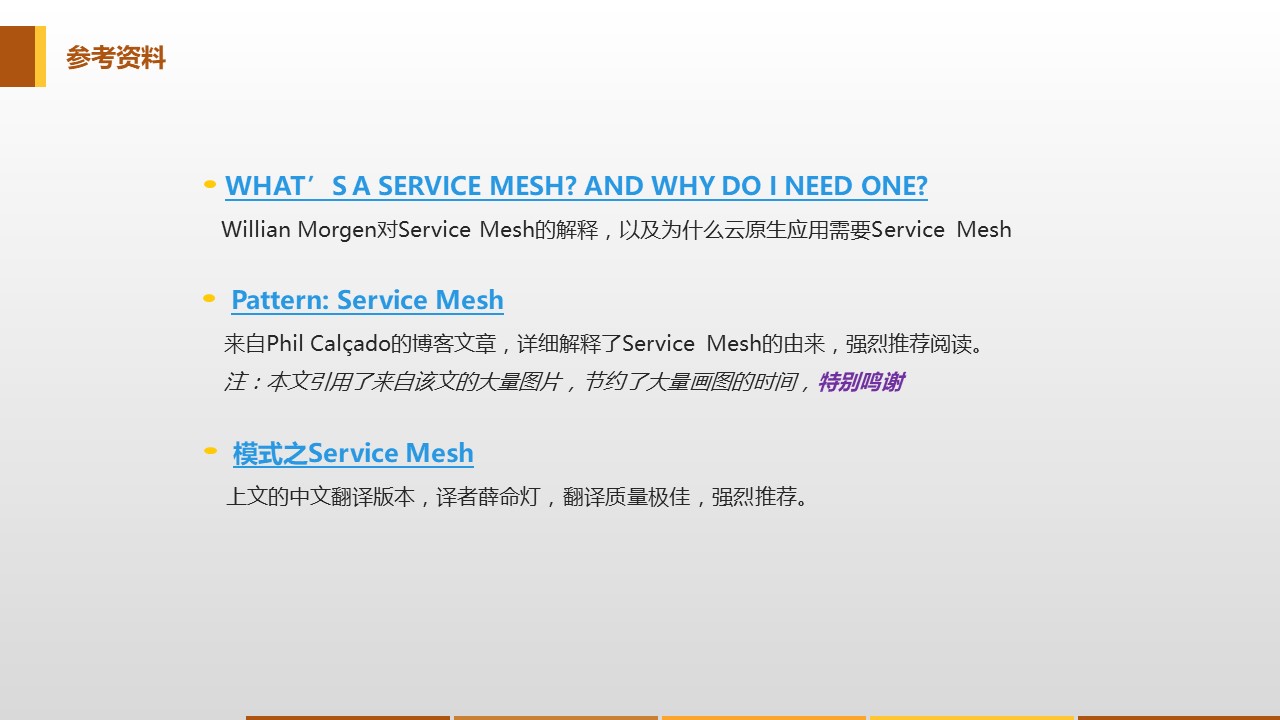 参考资料
WHAT’S A SERVICE MESH? AND WHY DO I NEED ONE?
Willian Morgen对Service Mesh的解释，以及为什么云原生应用需要Service Mesh
Pattern: Service Mesh
来自Phil Calçado的博客文章，详细解释了Service Mesh的由来，强烈推荐阅读。
注：本文引用了来自该文的大量图片，节约了大量画图的时间，特别鸣谢
模式之Service Mesh
上文的中文翻译版本，译者薛命灯，翻译质量极佳，强烈推荐。